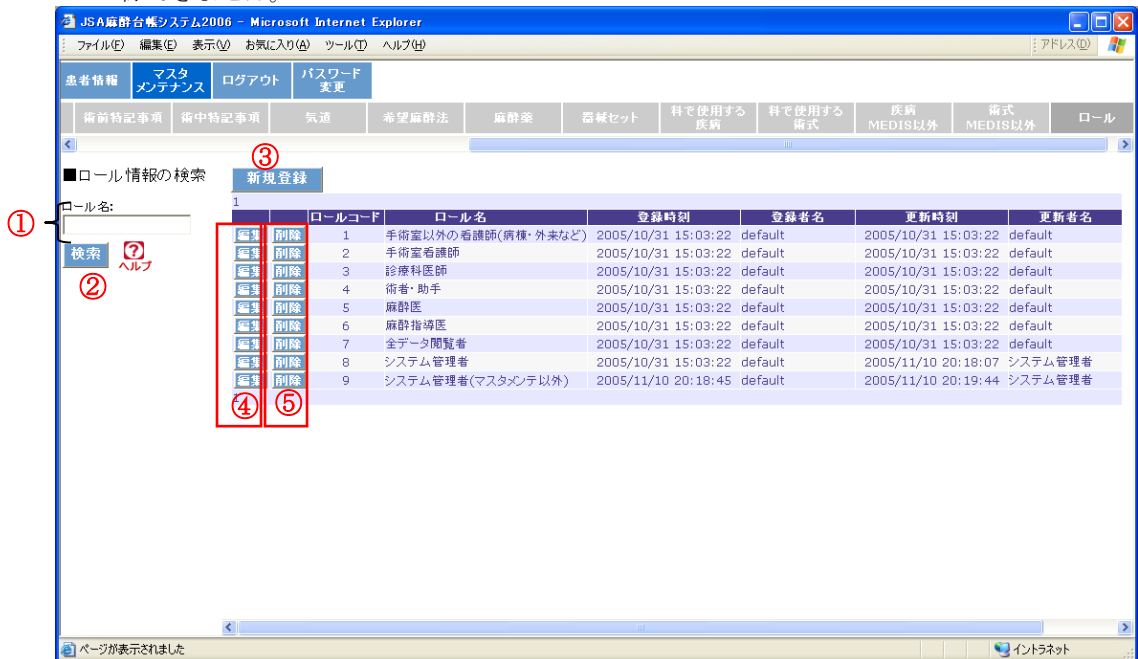 JSA麻酔台帳システム2006 - Microsoft Internet Explorer
ファイル(F) 編集(E) 表示(V) お気に入り(A) ツール(T) ヘルプ(H) アドレス(D)
患者情報 マスタメンテナンス ログアウト パスワード変更
術前特記事項 術中特記事項 気道 希望麻酔法 麻酔薬 器械セット 科で使用する疾病 科で使用する術式 疾病MEDIS以外 術式MEDIS以外 ロール
③
■ロール情報の検索 新規登録
①
ロール名:
検索 ヘルプ
②
1
ロールコード ロール名 登録時刻 登録者名 更新時刻 更新者名
編集 削除 1 手術室以外の看護師(病棟・外来など) 2005/10/31 15:03:22 default 2005/10/31 15:03:22 default
編集 削除 2 手術室看護師 2005/10/31 15:03:22 default 2005/10/31 15:03:22 default
編集 削除 3 診療科医師 2005/10/31 15:03:22 default 2005/10/31 15:03:22 default
編集 削除 4 術者・助手 2005/10/31 15:03:22 default 2005/10/31 15:03:22 default
編集 削除 5 麻酔医 2005/10/31 15:03:22 default 2005/10/31 15:03:22 default
編集 削除 6 麻酔指導医 2005/10/31 15:03:22 default 2005/10/31 15:03:22 default
編集 削除 7 全データ閲覧者 2005/10/31 15:03:22 default 2005/10/31 15:03:22 default
編集 削除 8 システム管理者 2005/10/31 15:03:22 default 2005/11/10 20:18:07 システム管理者
編集 削除 9 システム管理者(マスタメンテ以外) 2005/11/10 20:18:45 default 2005/11/10 20:19:44 システム管理者
1
④ ⑤
ページが表示されました イントラネット